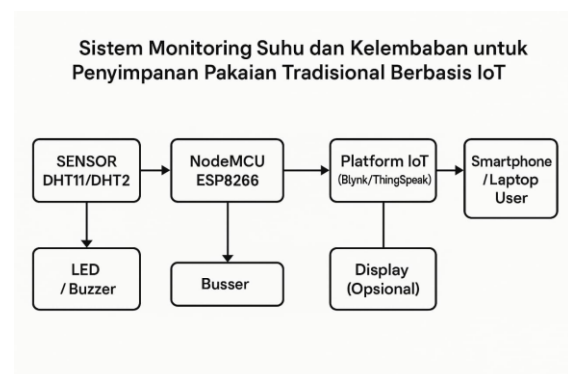 Sistem Monitoring Suhu dan Kelembaban untuk
Penyimpanan Pakaian Tradisional Berbasis IoT
SENSOR
DHT11/DHT2
NodeMCU
ESP8266
Platform IoT
(Blynk/ThingSpeak)
Smartphone
/Laptop
User
LED
/ Buzzer
Busser
Display
(Opsional)